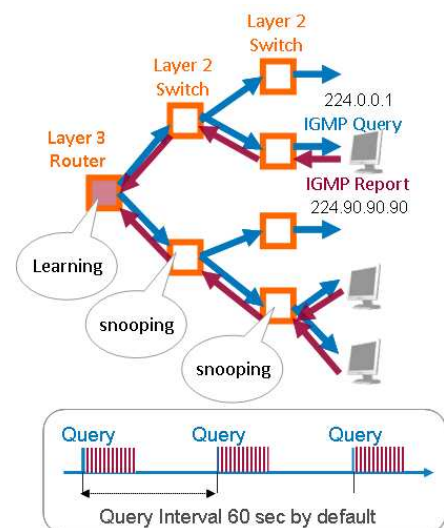 Layer 2
Switch
Layer 2
Switch
224.0.0.1
IGMP Query
Layer 3
Router
IGMP Report
224.90.90.90
Learning
snooping
snooping
Query
Query
Query
Query Interval 60 sec by default